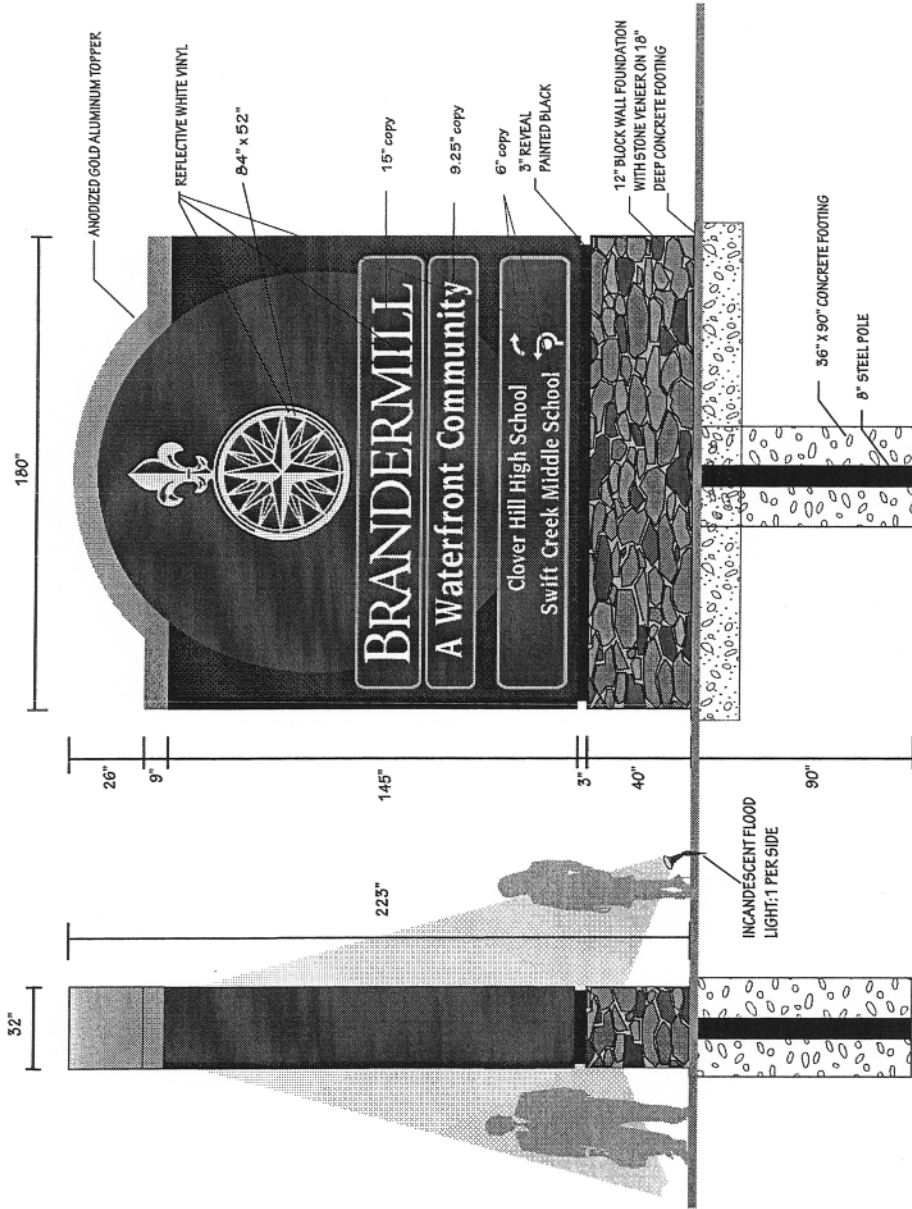 180"
ANODIZED GOLD ALUMINUM TOPPER
REFLECTIVE WHITE VINYL
84" x 52"
15" copy
9.25" copy
6" copy
3" REVEAL
PAINTED BLACK
12" BLOCK WALL FOUNDATION
WITH STONE VENEER ON 18"
DEEP CONCRETE FOOTING
36" X 90" CONCRETE FOOTING
8" STEEL POLE
BRANDERMILL
A Waterfront Community
Clover Hill High School
Swift Creek Middle School
26"
9"
145"
3"
40"
90"
32"
223"
INCANDESCENT FLOOD
LIGHT: 1 PER SIDE